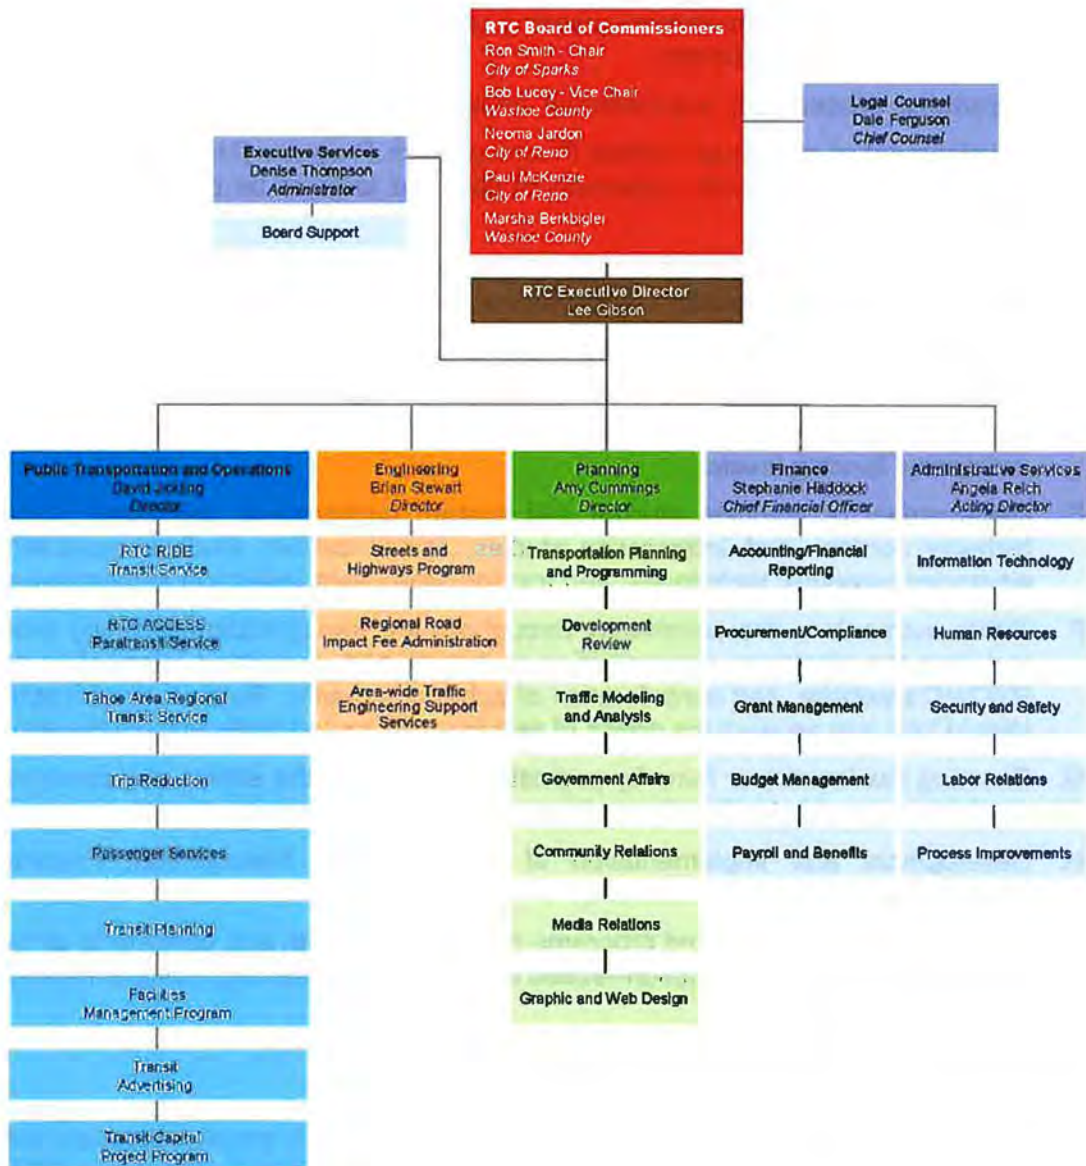 RTC Board of Commissioners
Ron Smith - Chair
City of Sparks
Bob Lucey - Vice Chair
Washoe County
Neoma Jardon
City of Reno
Paul McKenzie
City of Reno
Marsha Berkbigler
Washoe County
Legal Counsel
Dale Ferguson
Chief Counsel
Executive Services
Denise Thompson
Administrator
Board Support
RTC Executive Director
Lee Gibson
Public Transportation and Operations
David Jickling
Director
RTC RIDE
Transit Service
RTC ACCESS
Paratransit Service
Tahoe Area Regional
Transit Service
Trip Reduction
Passenger Services
Transit Planning
Facilities
Management Program
Transit
Advertising
Transit Capital
Project Program
Engineering
Brian Stewart
Director
Streets and
Highways Program
Regional Road
Impact Fee Administration
Area-wide Traffic
Engineering Support
Services
Planning
Amy Cummings
Director
Transportation Planning
and Programming
Development
Review
Traffic Modeling
and Analysis
Government Affairs
Community Relations
Media Relations
Graphic and Web Design
Finance
Stephanie Haddock
Chief Financial Officer
Accounting/Financial
Reporting
Procurement/Compliance
Grant Management
Budget Management
Payroll and Benefits
Administrative Services
Angela Reich
Acting Director
Information Technology
Human Resources
Security and Safety
Labor Relations
Process Improvements